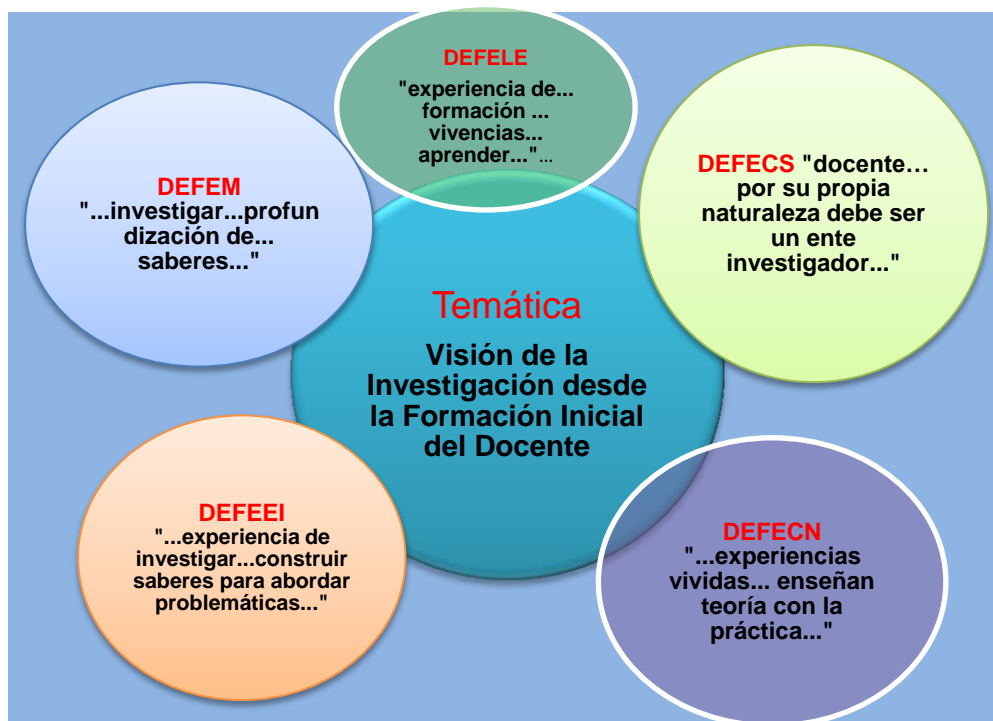 DEFELE
"experiencia de...
formación ...
vivencias...
aprender..."...
DEFEM
"...investigar...profun
dización de...
saberes..."
DEFECS "docente...
por su propia
naturaleza debe ser
un ente
investigador..."
Temática
Visión de la
Investigación desde
la Formación Inicial
del Docente
DEFEEI
"...experiencia de
investigar...construir
saberes para abordar
problemáticas..."
DEFECN
"...experiencias
vividas... enseñan
teoría con la
práctica..."